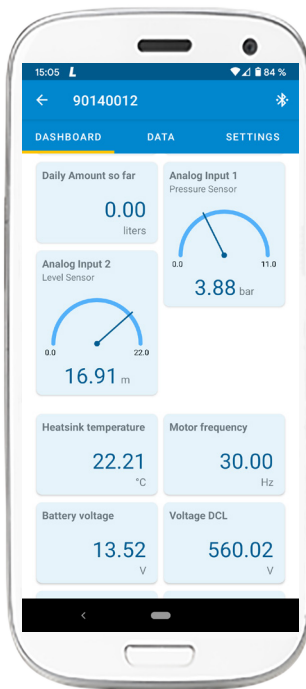 15:05 L 84 %
90140012
DASHBOARD DATA SETTINGS
Daily Amount so far
0.00
liters
Analog Input 1
Pressure Sensor
0.0 11.0
3.88 bar
Analog Input 2
Level Sensor
0.0 22.0
16.91 m
Heatsink temperature
22.21
°C
Motor frequency
30.00
Hz
Battery voltage
13.52
V
Voltage DCL
560.02
V